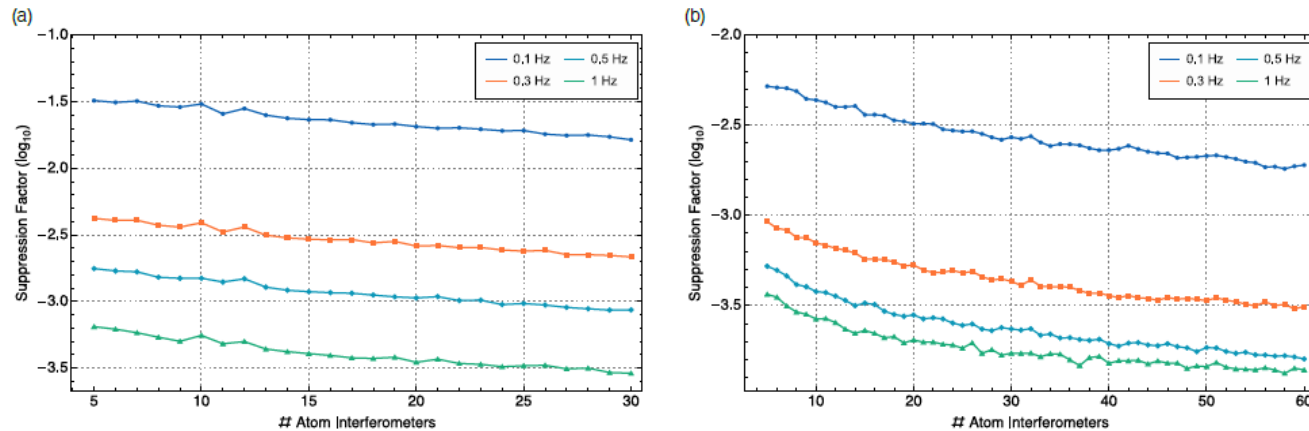 (a)
−1.0
−1.5
−2.0
−2.5
−3.0
−3.5
Suppression Factor (log10)
0.1 Hz 0.5 Hz
0.3 Hz 1 Hz
5 10 15 20 25 30
# Atom Interferometers
(b)
−2.0
−2.5
−3.0
−3.5
Suppression Factor (log10)
0.1 Hz 0.5 Hz
0.3 Hz 1 Hz
10 20 30 40 50 60
# Atom Interferometers